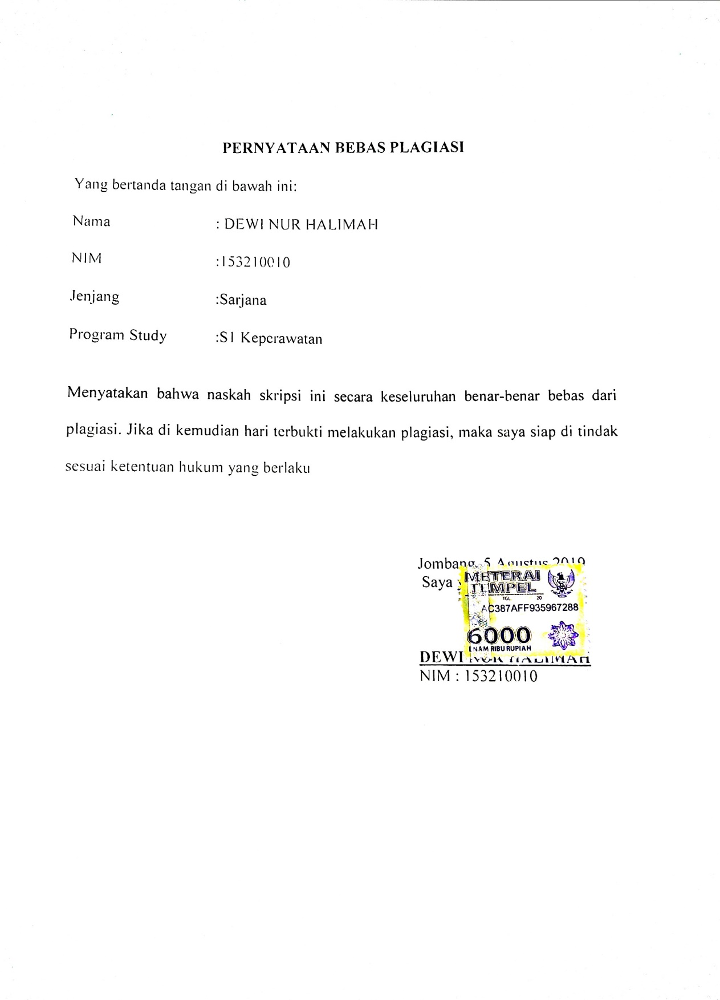 PERNYATAAN BEBAS PLAGIASI
Yang bertanda tangan di bawah ini:
Nama : DEWI NUR HALIMAH
NIM :153210010
Jenjang :Sarjana
Program Study :S1 Keperawatan
Menyatakan bahwa naskah skripsi ini secara keseluruhan benar-benar bebas dari
plagiasi. Jika di kemudian hari terbukti melakukan plagiasi, maka saya siap di tindak
sesuai ketentuan hukum yang berlaku
Jombang, 5 Agustus 2019
Saya
METERAI
TEMPEL
TGL 20
AC387AFF935967288
6000
ENAM RIBU RUPIAH
DEWI NUR HALIMAH
NIM : 153210010